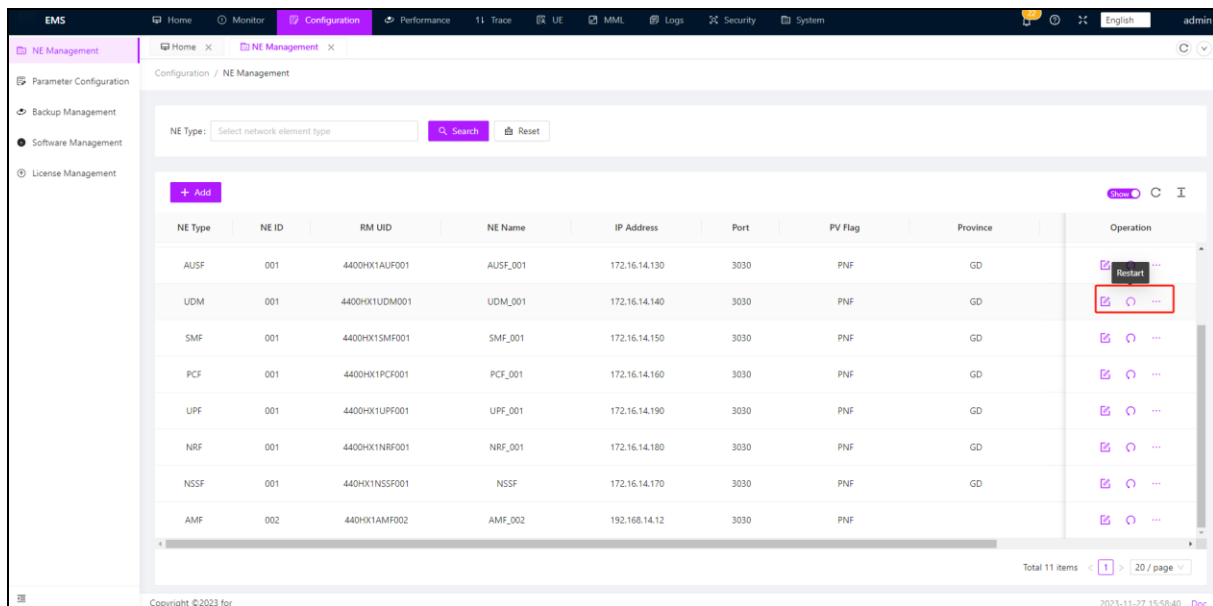 EMS Home Monitor Configuration Performance Trace UE MML Logs Security System 22 English admin
NE Management
Parameter Configuration
Backup Management
Software Management
License Management
Home NE Management
Configuration / NE Management
NE Type: Select network element type Search Reset
+ Add Show
NE Type NE ID RM UID NE Name IP Address Port PV Flag Province Operation
AUSF 001 4400HX1AUF001 AUSF_001 172.16.14.130 3030 PNF GD
Restart
UDM 001 4400HX1UDM001 UDM_001 172.16.14.140 3030 PNF GD
SMF 001 4400HX1SMF001 SMF_001 172.16.14.150 3030 PNF GD
PCF 001 4400HX1PCF001 PCF_001 172.16.14.160 3030 PNF GD
UPF 001 4400HX1UPF001 UPF_001 172.16.14.190 3030 PNF GD
NRF 001 4400HX1NRF001 NRF_001 172.16.14.180 3030 PNF GD
NSSF 001 440HX1NSSF001 NSSF 172.16.14.170 3030 PNF GD
AMF 002 440HX1AMF002 AMF_002 192.168.14.12 3030 PNF
Total 11 items < 1 > 20 / page
Copyright ©2023 for 2023-11-27 15:58:40 Doc